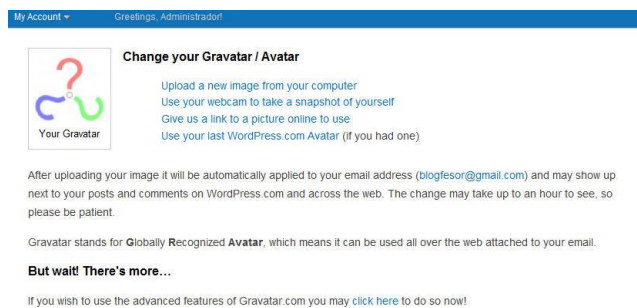 My Account Greetings, Administrador!
Change your Gravatar / Avatar
Upload a new image from your computer
Use your webcam to take a snapshot of yourself
Give us a link to a picture online to use
Use your last WordPress.com Avatar (if you had one)
Your Gravatar
After uploading your image it will be automatically applied to your email address (blogfesor@gmail.com) and may show up
next to your posts and comments on WordPress.com and across the web. The change may take up to an hour to see, so
please be patient.
Gravatar stands for Globally Recognized Avatar, which means it can be used all over the web attached to your email.
But wait! There's more...
If you wish to use the advanced features of Gravatar.com you may click here to do so now!